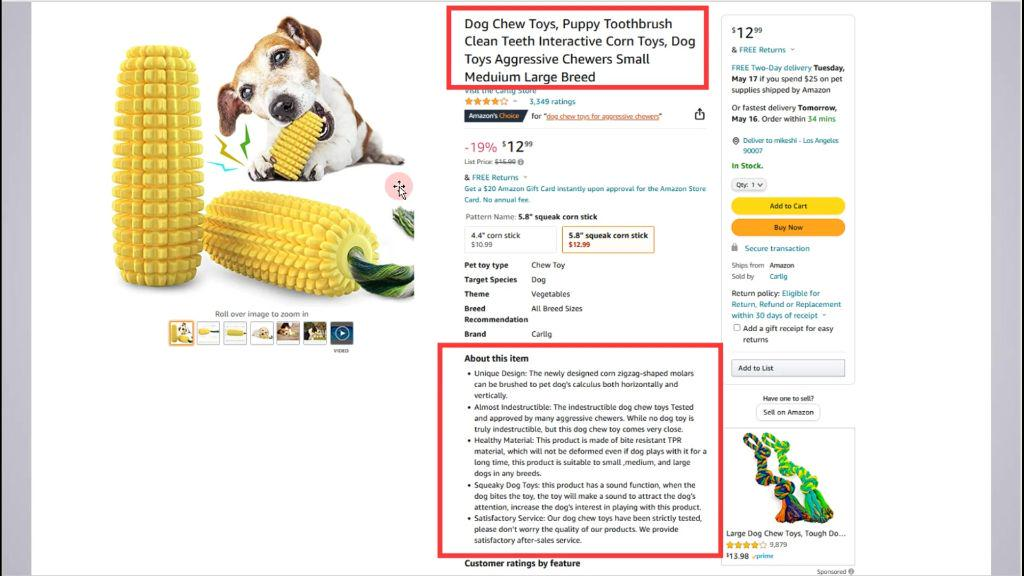 Dog Chew Toys, Puppy Toothbrush
Clean Teeth Interactive Corn Toys, Dog
Toys Aggressive Chewers Small
Meduium Large Breed
Visit the Carllg Store
3,349 ratings
Amazon's Choice for "dog chew toys for aggressive chewers"
-19% $12 99
List Price: $15.99
& FREE Returns
Get a $20 Amazon Gift Card instantly upon approval for the Amazon Store
Card. No annual fee.
Pattern Name: 5.8" squeak corn stick
4.4" corn stick
$10.99
5.8" squeak corn stick
$12.99
Pet toy type Chew Toy
Target Species Dog
Theme Vegetables
Breed All Breed Sizes
Recommendation
Brand Carllg
Roll over image to zoom in
VIDEO
About this item
• Unique Design: The newly designed corn zigzag-shaped molars
can be brushed to pet dog's calculus both horizontally and
vertically.
• Almost Indestructible: The indestructible dog chew toys Tested
and approved by many aggressive chewers. While no dog toy is
truly indestructible, but this dog chew toy comes very close.
• Healthy Material: This product is made of bite resistant TPR
material, which will not be deformed even if dog plays with it for a
long time, this product is suitable to small ,medium, and large
dogs in any breeds.
• Squeaky Dog Toys: this product has a sound function, when the
dog bites the toy, the toy will make a sound to attract the dog's
attention, increase the dog's interest in playing with this product.
• Satisfactory Service: Our dog chew toys have been strictly tested,
please don't worry the quality of our products. We provide
satisfactory after-sales service.
Customer ratings by feature
$12 99
& FREE Returns
FREE Two-Day delivery Tuesday,
May 17 if you spend $25 on pet
supplies shipped by Amazon
Or fastest delivery Tomorrow,
May 16. Order within 34 mins
Deliver to mikeshi - Los Angeles
90007
In Stock.
Qty: 1
Add to Cart
Buy Now
Secure transaction
Ships from Amazon
Sold by Carllg
Return policy: Eligible for
Return, Refund or Replacement
within 30 days of receipt
Add a gift receipt for easy
returns
Add to List
Have one to sell?
Sell on Amazon
Large Dog Chew Toys, Tough Do...
9,879
$13.98 prime
Sponsored